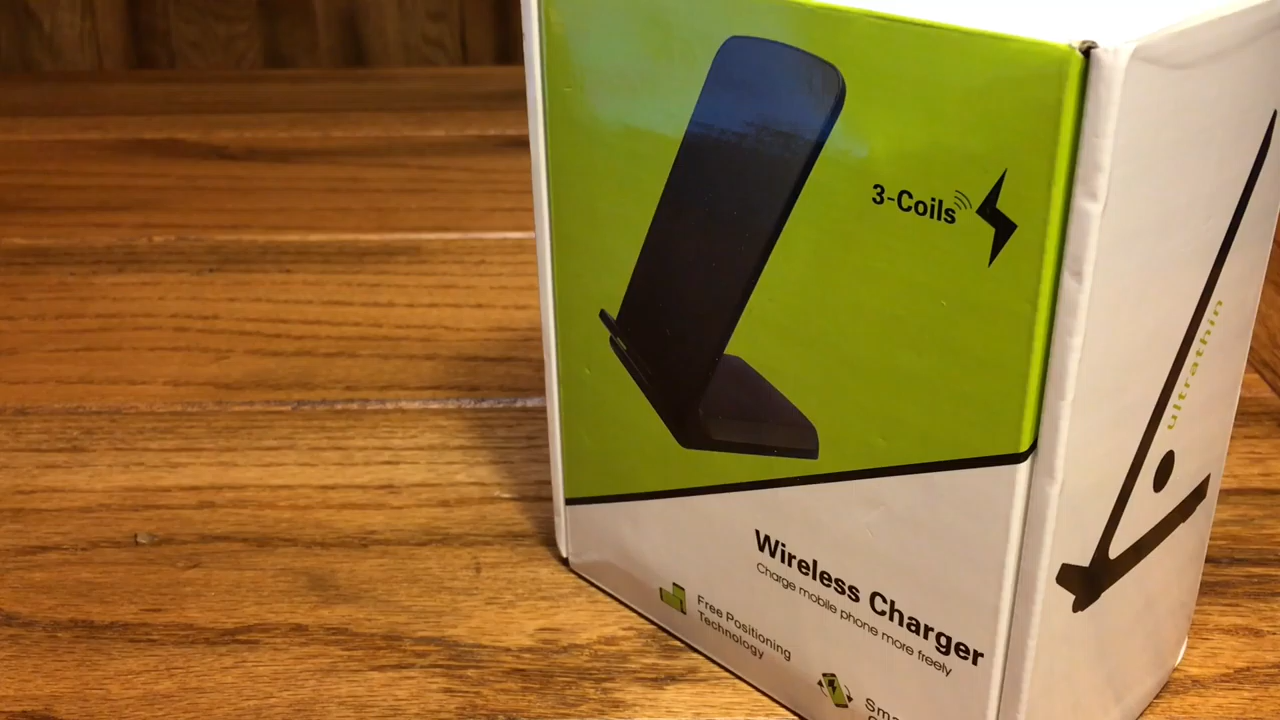 3-Coils
ultrathin
Wireless Charger
Charge mobile phone more freely
Free Positioning
Technology